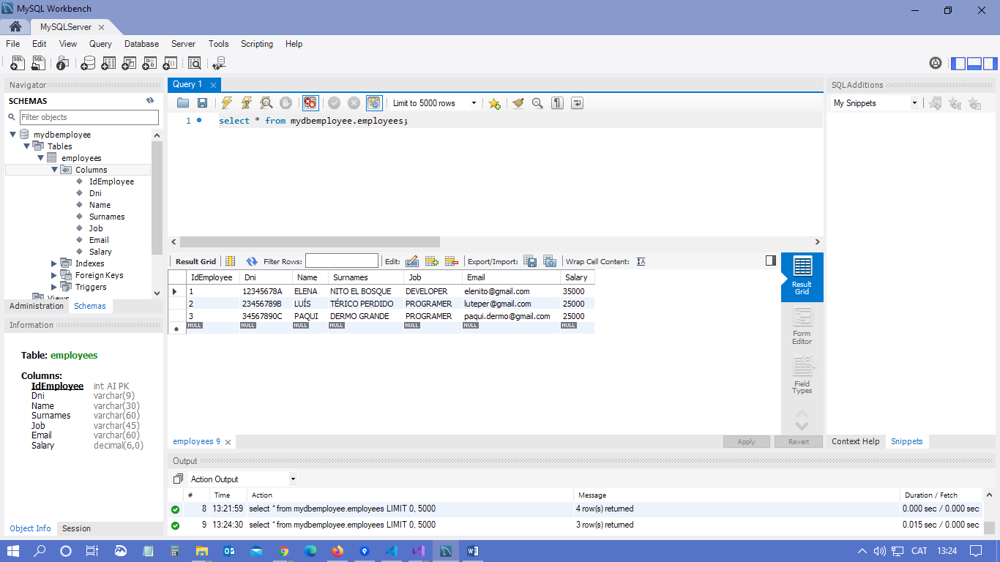 MySQL Workbench
MySQLServer
File Edit View Query Database Server Tools Scripting Help
Navigator
SCHEMAS
Filter objects
mydbemployee
Tables
employees
Columns
IdEmployee
Dni
Name
Surnames
Job
Email
Salary
Indexes
Foreign Keys
Triggers
Views
Administration Schemas
Information
Table: employees
Columns:
IdEmployee int AI PK
Dni varchar(9)
Name varchar(30)
Surnames varchar(60)
Job varchar(45)
Email varchar(60)
Salary decimal(6,0)
Object Info Session
Query 1
Limit to 5000 rows
1 select * from mydbemployee.employees;
Result Grid Filter Rows: Edit: Export/Import: Wrap Cell Content:
IdEmployee Dni Name Surnames Job Email Salary
1 12345678A ELENA NITO EL BOSQUE DEVELOPER elenito@gmail.com 35000
2 23456789B LUÍS TÉRICO PERDIDO PROGRAMER luteper@gmail.com 25000
3 34567890C PAQUI DERMO GRANDE PROGRAMER paqui.dermo@gmail.com 25000
NULL NULL NULL NULL NULL NULL NULL
Result
Grid
Form
Editor
Field
Types
employees 9 Apply Revert
SQLAdditions
My Snippets
Context Help Snippets
Output
Action Output
# Time Action Message Duration / Fetch
8 13:21:59 select * from mydbemployee.employees LIMIT 0, 5000 4 row(s) returned 0.000 sec / 0.000 sec
9 13:24:30 select * from mydbemployee.employees LIMIT 0, 5000 3 row(s) returned 0.015 sec / 0.000 sec
CAT 13:24